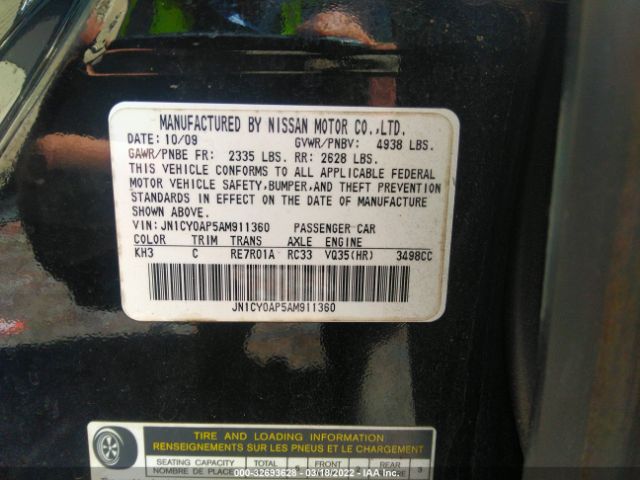 MANUFACTURED BY NISSAN MOTOR CO.,LTD.
DATE: 10/09 GVWR/PNBV: 4938 LBS.
GAWR/PNBE FR: 2335 LBS. RR: 2628 LBS.
THIS VEHICLE CONFORMS TO ALL APPLICABLE FEDERAL
MOTOR VEHICLE SAFETY,BUMPER,AND THEFT PREVENTION
STANDARDS IN EFFECT ON THE DATE OF MANUFACTURE
SHOWN ABOVE.
VIN: JN1CY0AP5AM911360 PASSENGER CAR
COLOR TRIM TRANS AXLE ENGINE
KH3 C RE7R01A RC33 VQ35(HR) 3498CC
JN1CY0AP5AM911360
TIRE AND LOADING INFORMATION
RENSEIGNEMENTS SUR LES PNEUS ET LE CHARGEMENT
SEATING CAPACITY TOTAL FRONT REAR
NOMBRE DE PLACES 3
000-32693628 - 03/18/2022 - IAA Inc.